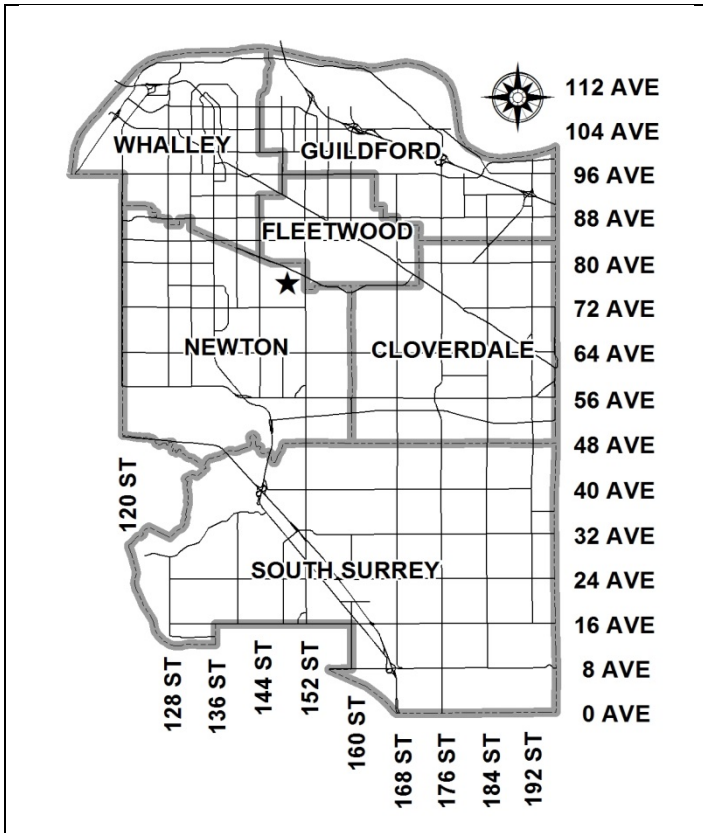 112 AVE
104 AVE
WHALLEY
GUILDFORD
96 AVE
88 AVE
FLEETWOOD
80 AVE
72 AVE
NEWTON
CLOVERDALE
64 AVE
56 AVE
48 AVE
120 ST
40 AVE
32 AVE
SOUTH SURREY
24 AVE
16 AVE
8 AVE
0 AVE
128 ST
136 ST
144 ST
152 ST
160 ST
168 ST
176 ST
184 ST
192 ST